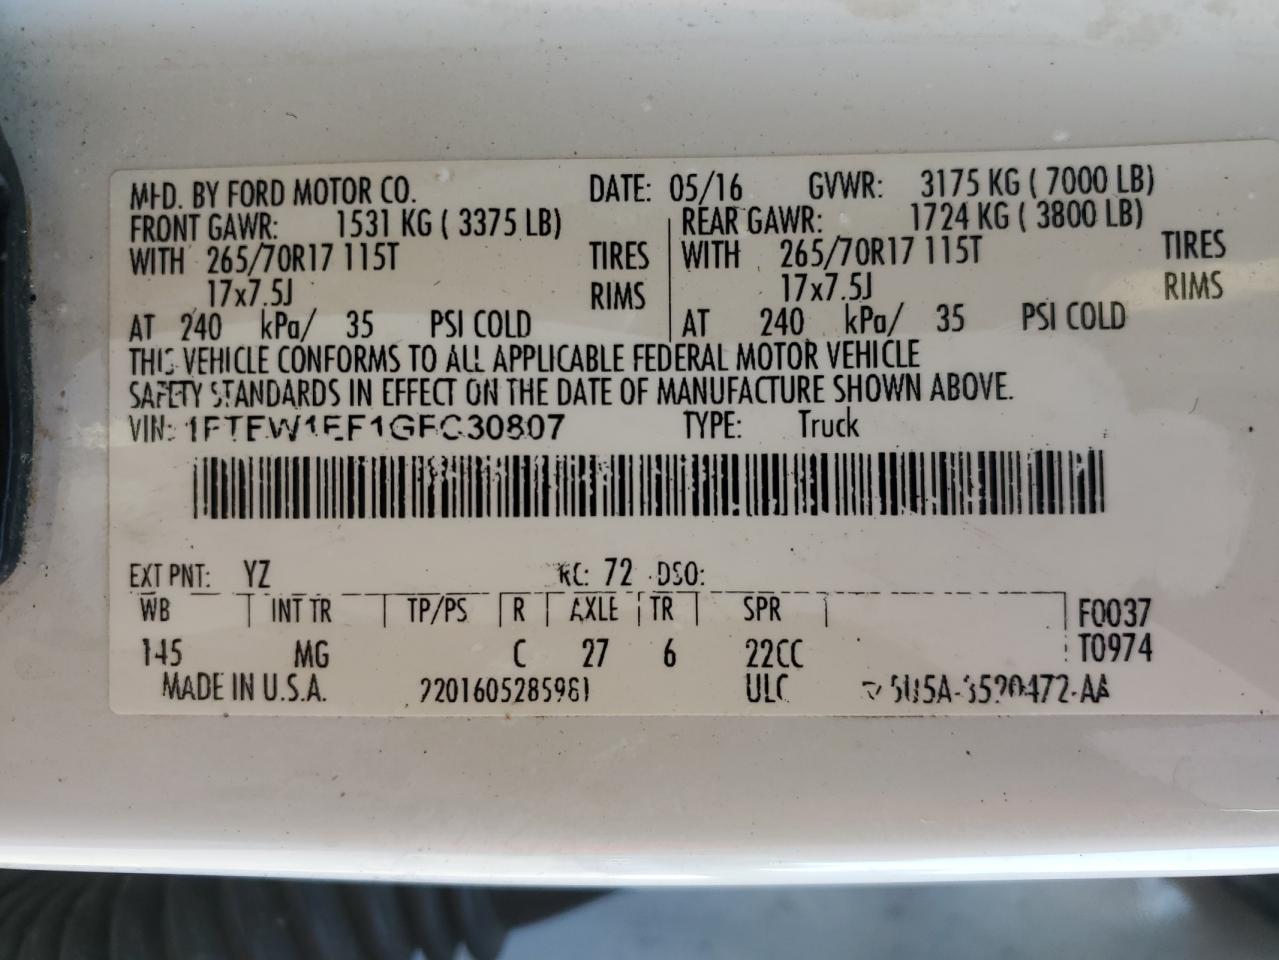 MFD. BY FORD MOTOR CO. DATE: 05/16 GVWR: 3175 KG ( 7000 LB)
FRONT GAWR: 1531 KG ( 3375 LB) REAR GAWR: 1724 KG ( 3800 LB)
WITH 265/70R17 115T TIRES WITH 265/70R17 115T TIRES
17x7.5J RIMS 17x7.5J RIMS
AT 240 kPa/ 35 PSI COLD AT 240 kPa/ 35 PSI COLD
THIS VEHICLE CONFORMS TO ALL APPLICABLE FEDERAL MOTOR VEHICLE
SAFETY STANDARDS IN EFFECT ON THE DATE OF MANUFACTURE SHOWN ABOVE.
VIN: 1FTEW1EF1GFC30807 TYPE: Truck
EXT PNT: YZ RC: 72 DSO:
WB INT TR TP/PS R AXLE TR SPR F0037
145 MG C 27 6 22CC T0974
MADE IN U.S.A. ULC